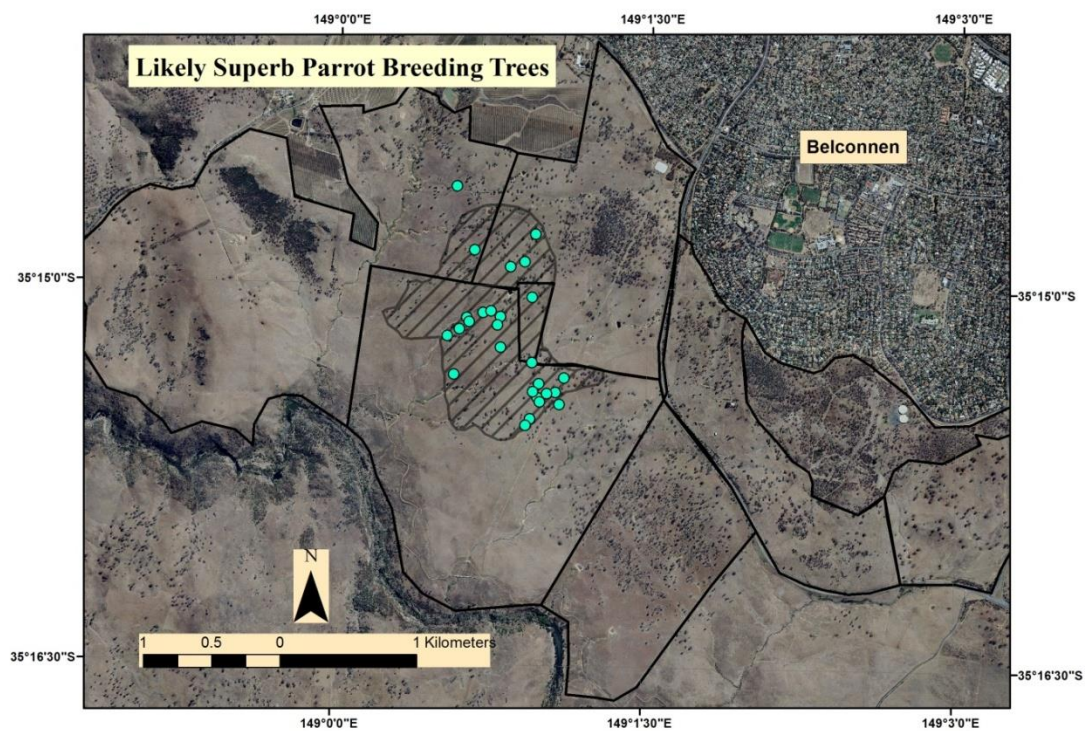 149°0'0"E 149°1'30"E 149°3'0"E
Likely Superb Parrot Breeding Trees
Belconnen
35°15'0"S 35°15'0"S
N
1 0.5 0 1 Kilometers
35°16'30"S 35°16'30"S
149°0'0"E 149°1'30"E 149°3'0"E